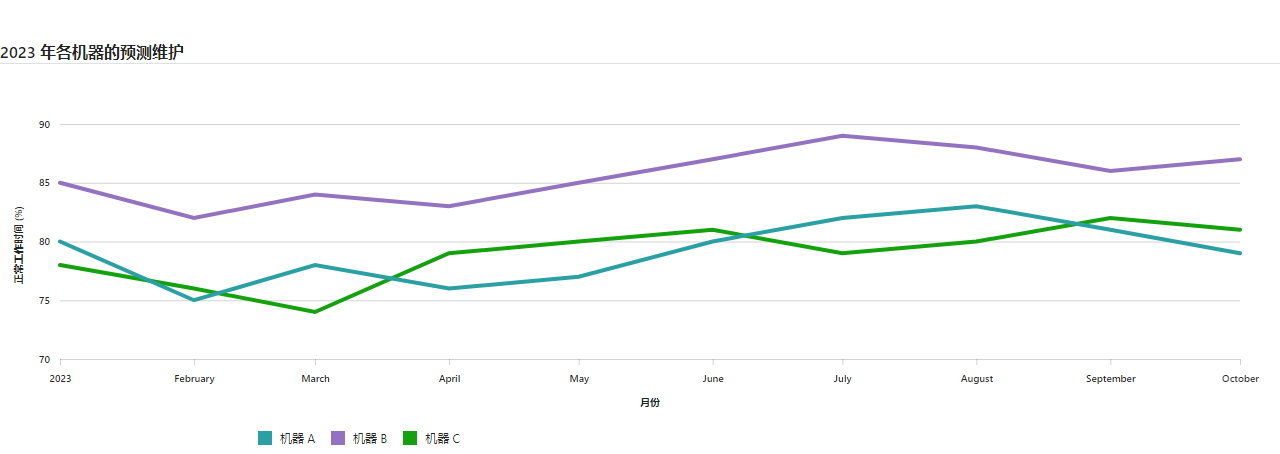 2023 年各机器的预测维护
90
85
80
75
70
正常工作时间 (%)
2023 February March April May June July August September October
月份
机器 A 机器 B 机器 C